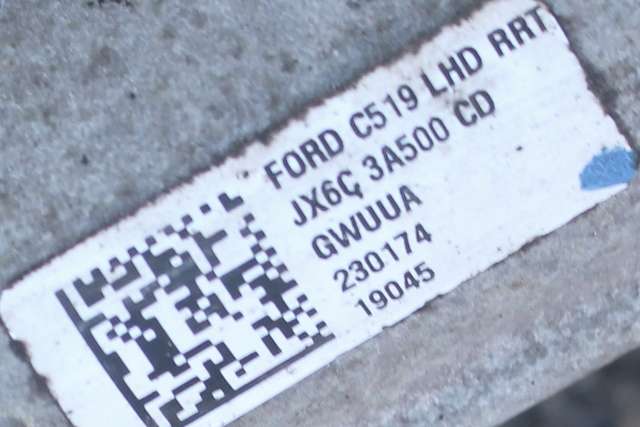 FORD C519 LHD RRT
JX6C 3A500 CD
GWUUA
230174
19045